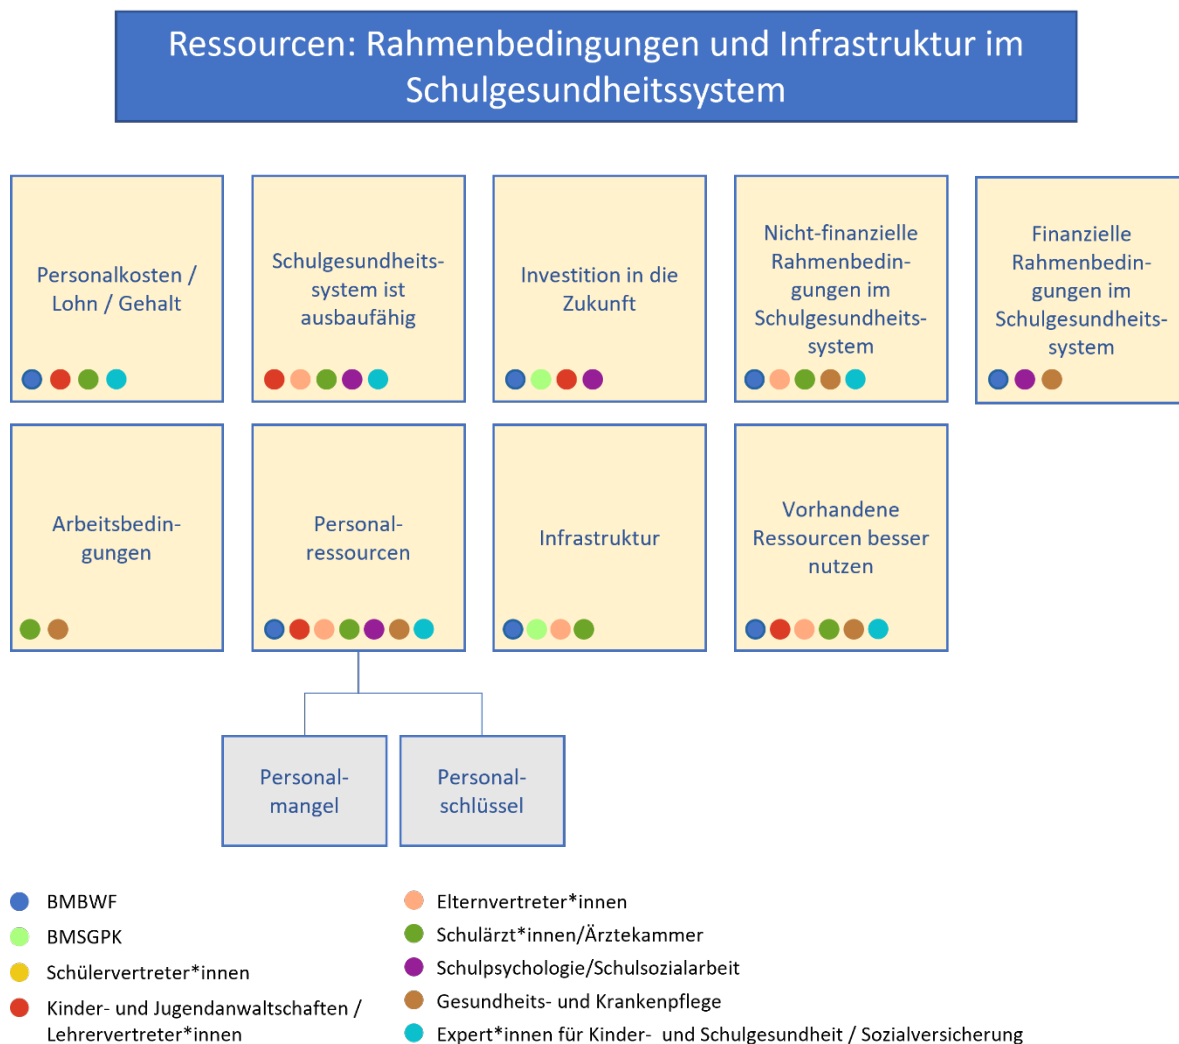 Ressourcen: Rahmenbedingungen und Infrastruktur im
Schulgesundheitssystem
Personalkosten /
Lohn / Gehalt
Schulgesundheits-
system ist
ausbaufähig
Investition in die
Zukunft
Nicht-finanzielle
Rahmenbedin-
gungen im
Schulgesundheits-
system
Finanzielle
Rahmenbedin-
gungen im
Schulgesundheits-
system
Arbeitsbedin-
gungen
Personal-
ressourcen
Infrastruktur
Vorhandene
Ressourcen besser
nutzen
Personal-
mangel
Personal-
schlüssel
BMBWF
BMSGPK
Schülervertreter*innen
Kinder- und Jugendanwaltschaften /
Lehrervertreter*innen
Elternvertreter*innen
Schulärzt*innen/Ärztekammer
Schulpsychologie/Schulsozialarbeit
Gesundheits- und Krankenpflege
Expert*innen für Kinder- und Schulgesundheit / Sozialversicherung